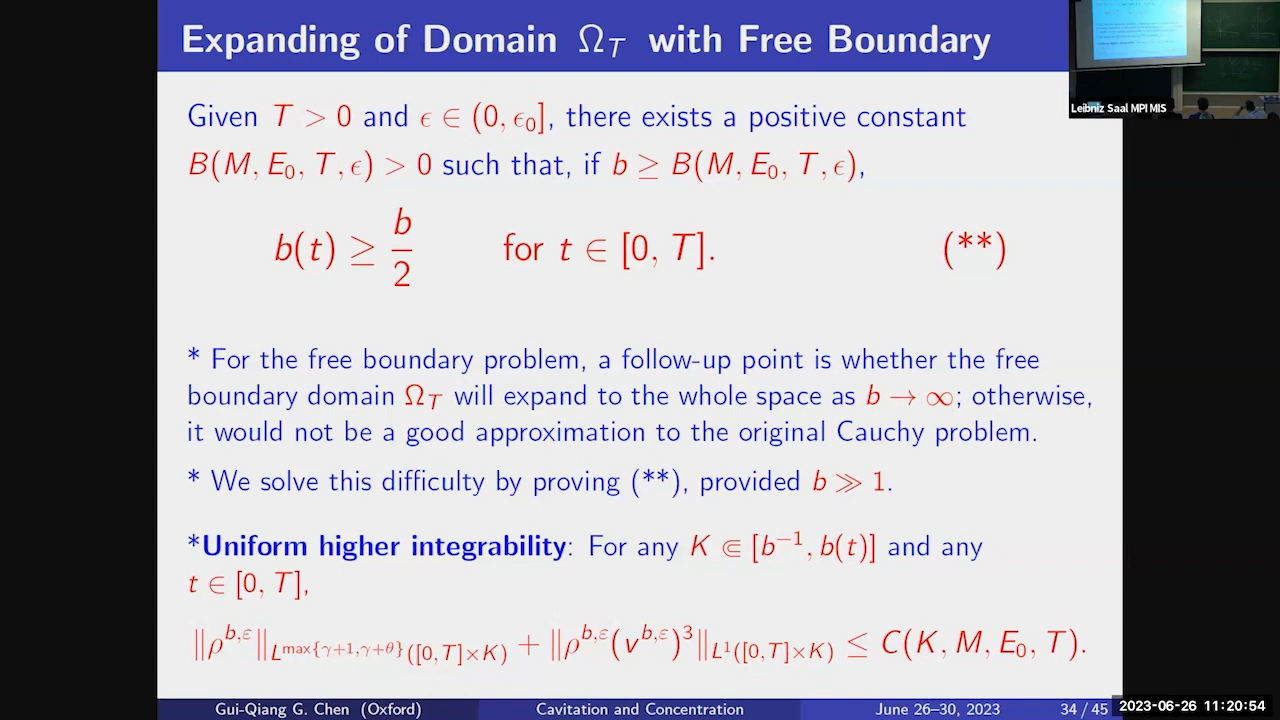 Expanding of Domain Ω_T with Free Boundary
Leibniz Saal MPI MIS
Given T > 0 and ϵ ∈ (0, ϵ₀], there exists a positive constant
B(M, E₀, T, ϵ) > 0 such that, if b ≥ B(M, E₀, T, ϵ),
b(t) ≥ b/2 for t ∈ [0, T]. (**)
* For the free boundary problem, a follow-up point is whether the free
boundary domain Ω_T will expand to the whole space as b → ∞; otherwise,
it would not be a good approximation to the original Cauchy problem.
* We solve this difficulty by proving (**), provided b ≫ 1.
*Uniform higher integrability: For any K ⋐ [b⁻¹, b(t)] and any
t ∈ [0, T],
‖ρ^{b,ε}‖_{L^{max{γ+1,γ+θ}}([0,T]×K)} + ‖ρ^{b,ε}(v^{b,ε})³‖_{L¹([0,T]×K)} ≤ C(K, M, E₀, T).
Gui-Qiang G. Chen (Oxford) Cavitation and Concentration June 26–30, 2023 34 / 45
2023-06-26 11:20:54